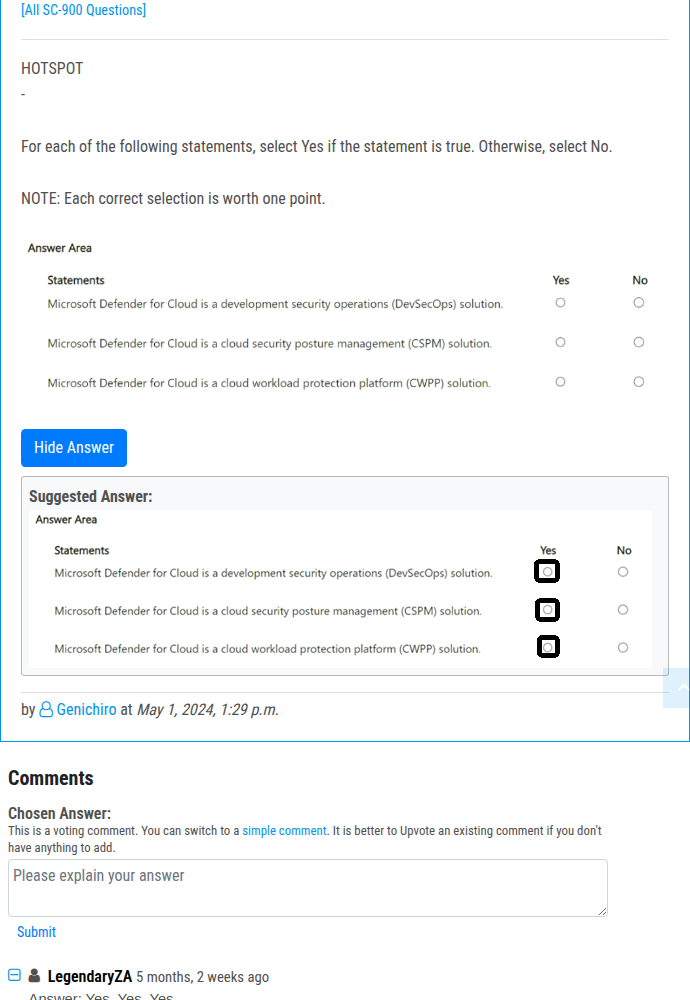 [All SC-900 Questions]
HOTSPOT
-
For each of the following statements, select Yes if the statement is true. Otherwise, select No.
NOTE: Each correct selection is worth one point.
Answer Area
Statements Yes No
Microsoft Defender for Cloud is a development security operations (DevSecOps) solution.
Microsoft Defender for Cloud is a cloud security posture management (CSPM) solution.
Microsoft Defender for Cloud is a cloud workload protection platform (CWPP) solution.
Hide Answer
Suggested Answer:
Answer Area
Statements Yes No
Microsoft Defender for Cloud is a development security operations (DevSecOps) solution.
Microsoft Defender for Cloud is a cloud security posture management (CSPM) solution.
Microsoft Defender for Cloud is a cloud workload protection platform (CWPP) solution.
by Genichiro at May 1, 2024, 1:29 p.m.
Comments
Chosen Answer:
This is a voting comment. You can switch to a simple comment. It is better to Upvote an existing comment if you don't
have anything to add.
Please explain your answer
Submit
LegendaryZA 5 months, 2 weeks ago
Answer: Yes, Yes, Yes